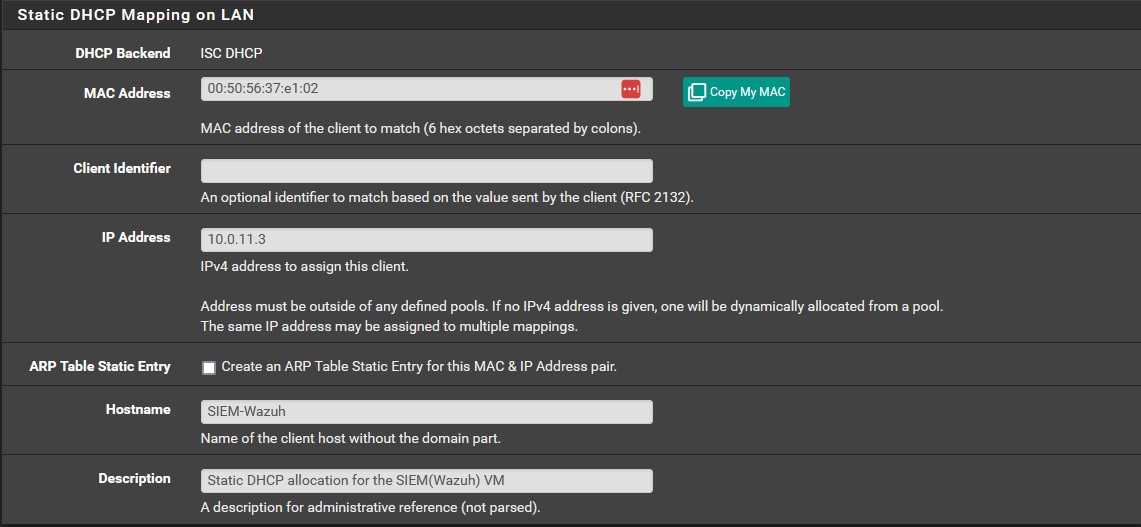 Static DHCP Mapping on LAN
DHCP Backend ISC DHCP
MAC Address 00:50:56:37:e1:02 Copy My MAC
MAC address of the client to match (6 hex octets separated by colons).
Client Identifier
An optional identifier to match based on the value sent by the client (RFC 2132).
IP Address 10.0.11.3
IPv4 address to assign this client.
Address must be outside of any defined pools. If no IPv4 address is given, one will be dynamically allocated from a pool.
The same IP address may be assigned to multiple mappings.
ARP Table Static Entry Create an ARP Table Static Entry for this MAC & IP Address pair.
Hostname SIEM-Wazuh
Name of the client host without the domain part.
Description Static DHCP allocation for the SIEM(Wazuh) VM
A description for administrative reference (not parsed).